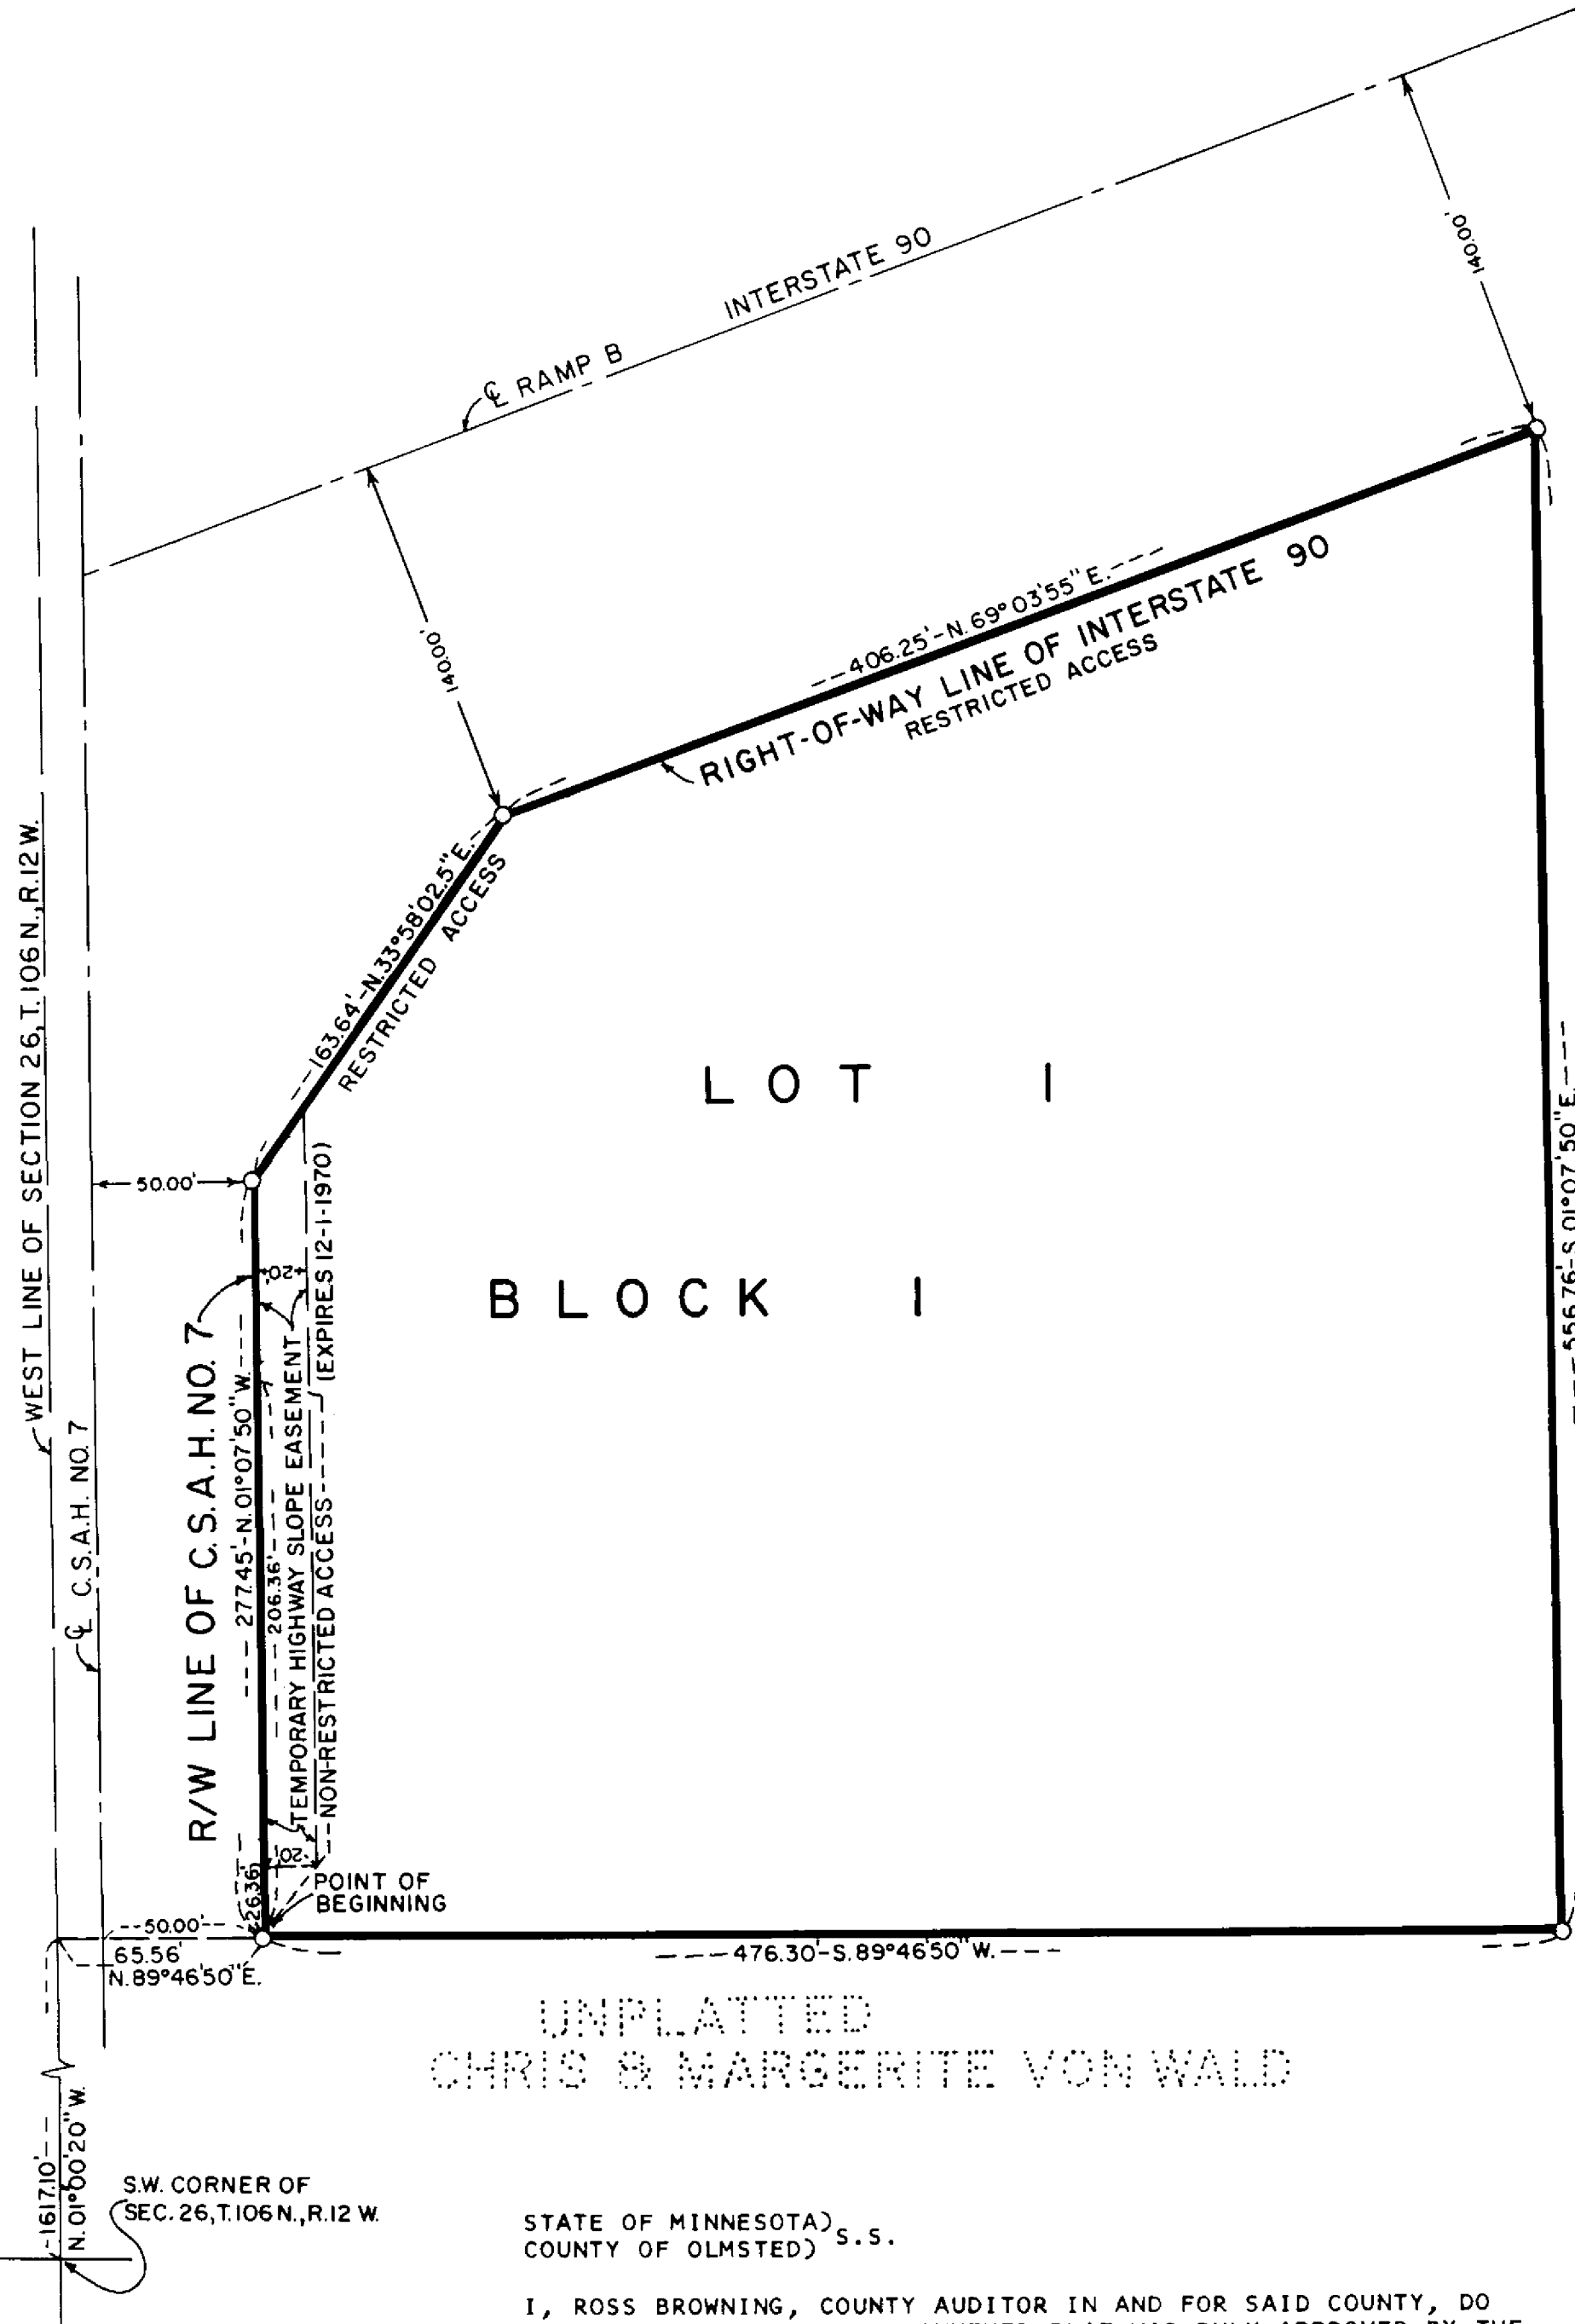 INTERSTATE 90
℄ RAMP B
140.00'
140.00'
406.25'-N.69°03'55"E.
RIGHT-OF-WAY LINE OF INTERSTATE 90
RESTRICTED ACCESS
163.64'-N.33°58'02.5"E.
RESTRICTED ACCESS
WEST LINE OF SECTION 26,T.106N.,R.12W.
50.00'
LOT 1
BLOCK 1
20'
(EXPIRES 12-1-1970)
℄ C.S.A.H. NO. 7
R/W LINE OF C.S.A.H. NO. 7
277.45'-N.01°07'50"W.
206.36'
TEMPORARY HIGHWAY SLOPE EASEMENT
NON-RESTRICTED ACCESS
556.76'-S.01°07'50"E.
20'
26.36'
POINT OF
BEGINNING
50.00'
65.56'
N.89°46'50"E.
476.30'-S.89°46'50"W.
UNPLATTED
CHRIS & MARGERITE VON WALD
1617.10'
N.01°00'20"W.
S.W. CORNER OF
SEC.26,T.106N.,R.12W.
STATE OF MINNESOTA)
COUNTY OF OLMSTED) S.S.
I, ROSS BROWNING, COUNTY AUDITOR IN AND FOR SAID COUNTY, DO